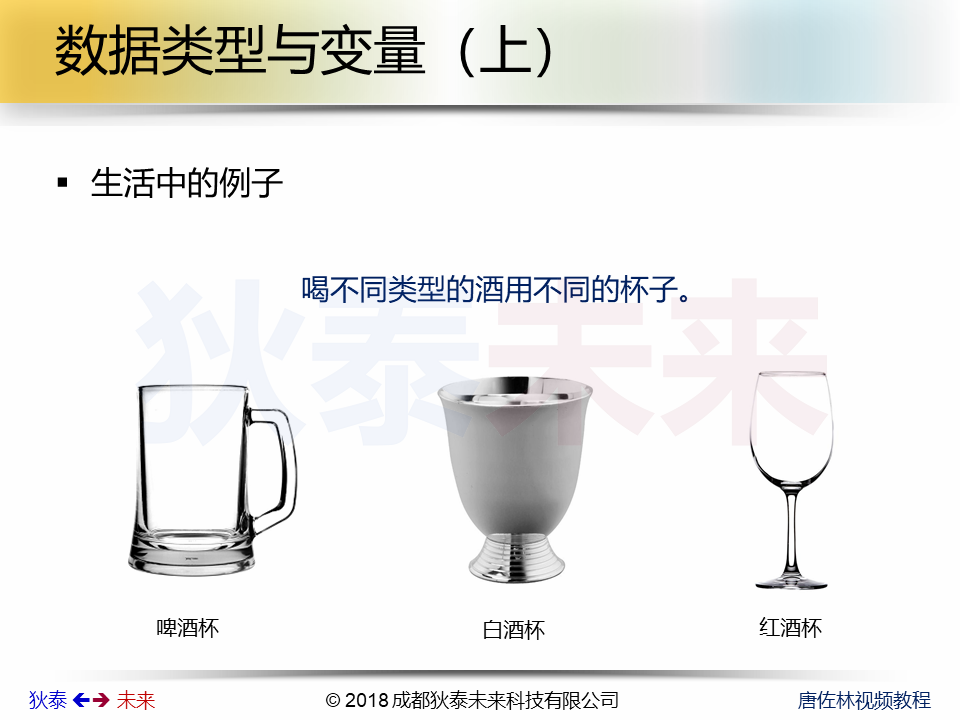 数据类型与变量（上）
生活中的例子
喝不同类型的酒用不同的杯子。
狄泰未来
啤酒杯
白酒杯
红酒杯
狄泰 未来
© 2018 成都狄泰未来科技有限公司
唐佐林视频教程